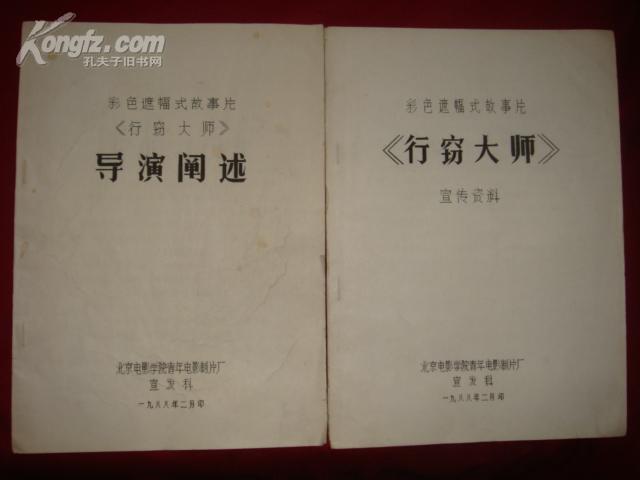 Kongfz.com
孔夫子旧书网
彩色遮幅式故事片
《行窃大师》
导演阐述
北京电影学院青年电影制片厂
宣发科
一九八八年二月印
彩色遮幅式故事片
《行窃大师》
宣传资料
北京电影学院青年电影制片厂
宣发科
一九八八年二月印